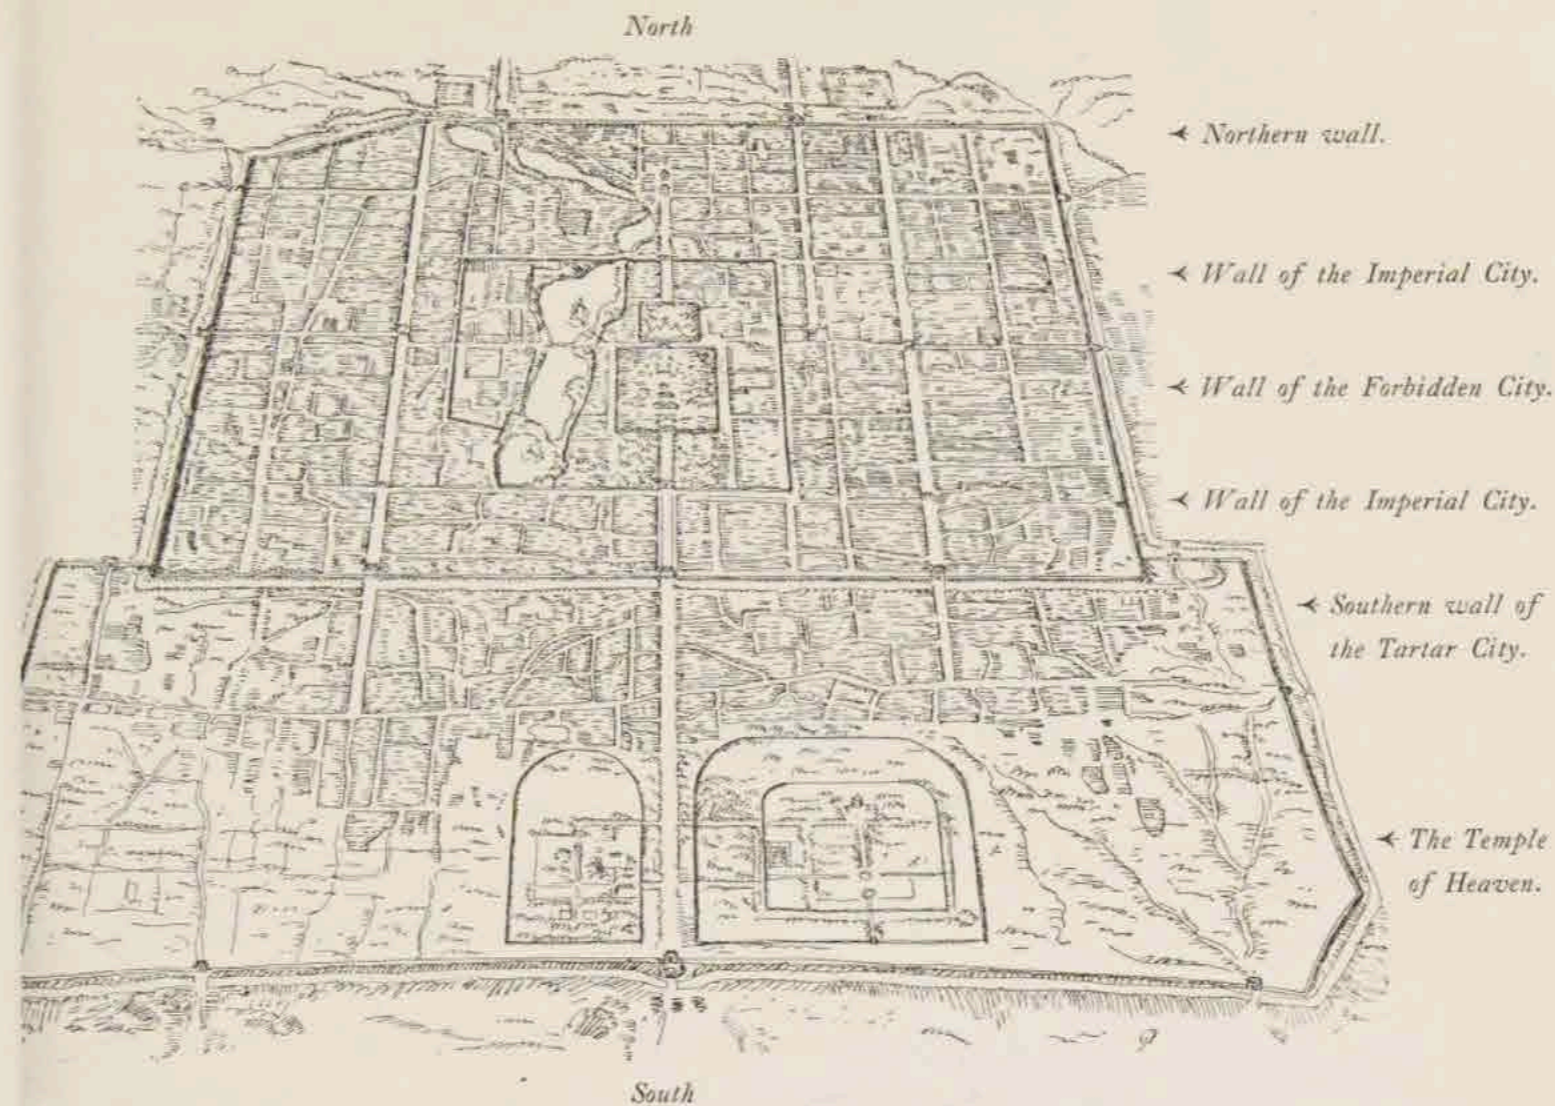 North
Northern wall.
Wall of the Imperial City.
Wall of the Forbidden City.
Wall of the Imperial City.
Southern wall of
the Tartar City.
The Temple
of Heaven.
South